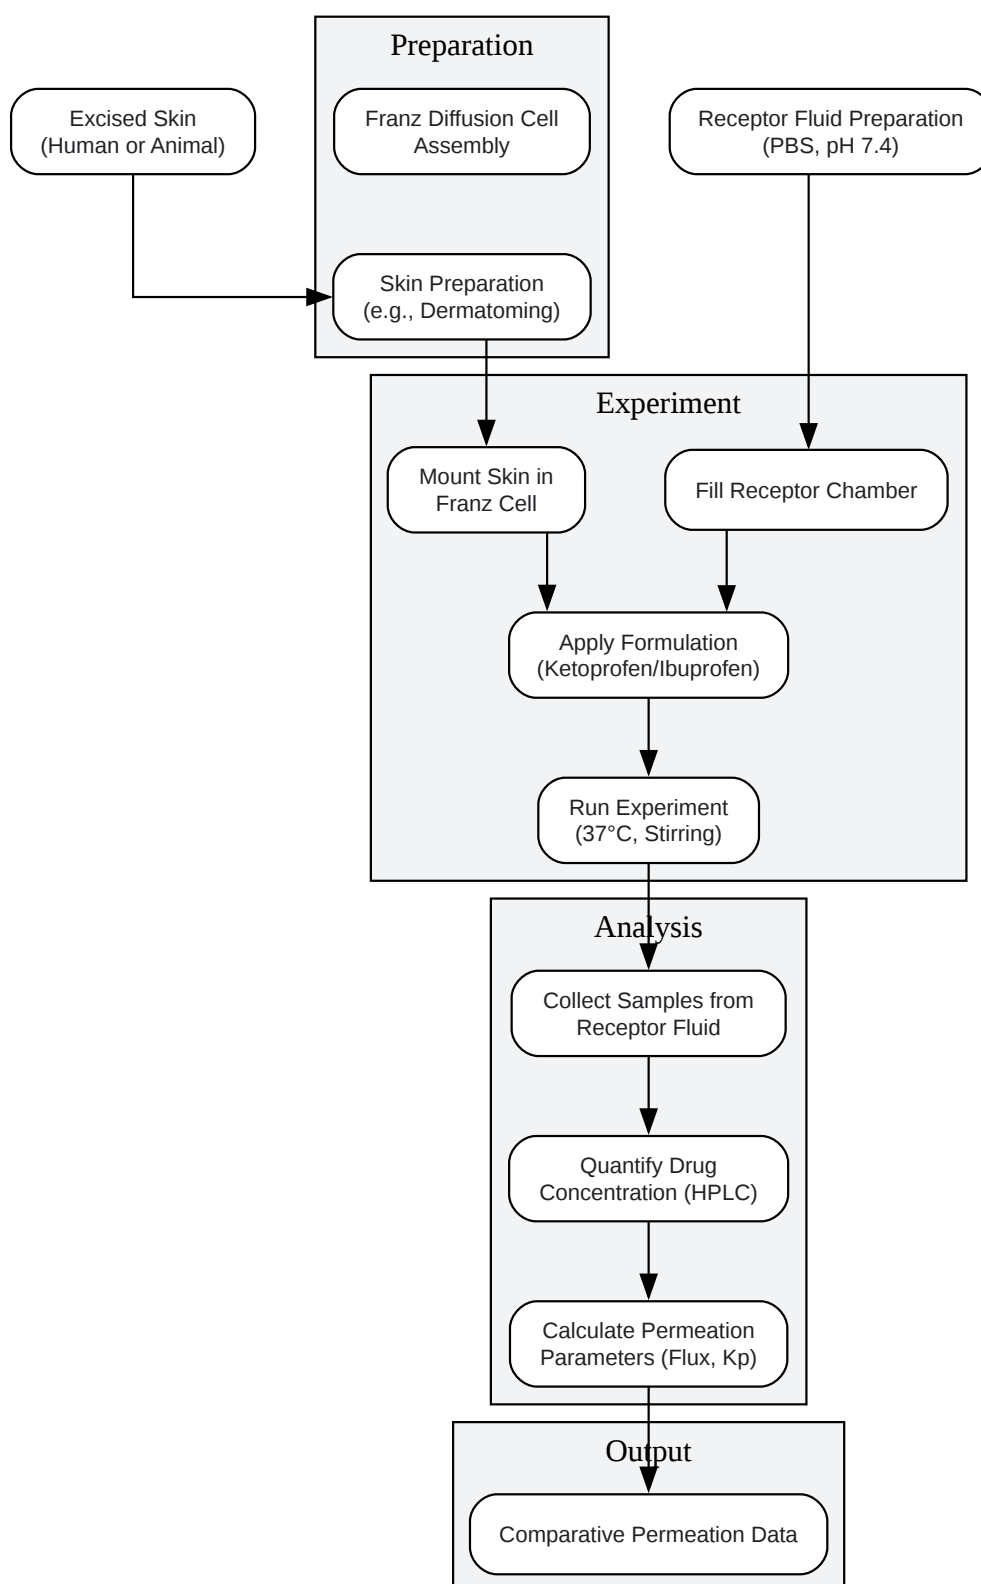 Preparation
Excised Skin
(Human or Animal)
Franz Diffusion Cell
Assembly
Receptor Fluid Preparation
(PBS, pH 7.4)
Skin Preparation
(e.g., Dermatoming)
Experiment
Mount Skin in
Franz Cell
Fill Receptor Chamber
Apply Formulation
(Ketoprofen/Ibuprofen)
Run Experiment
(37°C, Stirring)
Analysis
Collect Samples from
Receptor Fluid
Quantify Drug
Concentration (HPLC)
Calculate Permeation
Parameters (Flux, Kp)
Output
Comparative Permeation Data